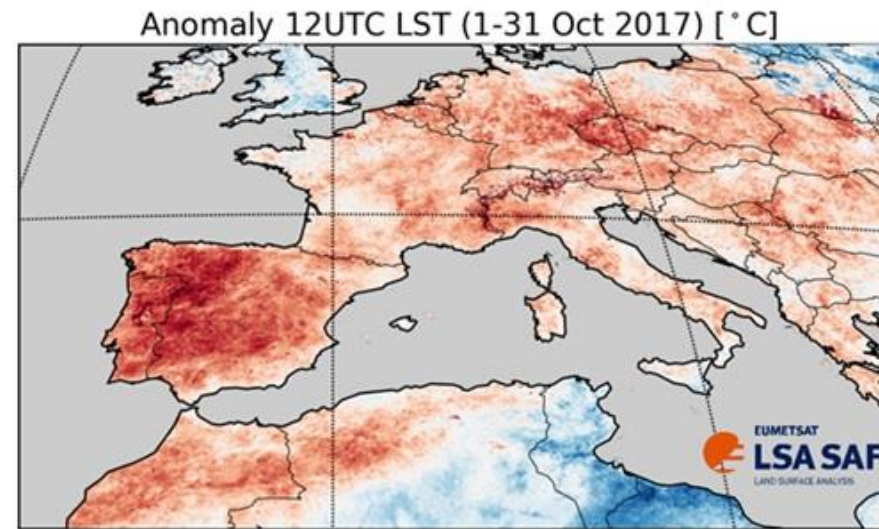 Anomaly 12UTC LST (1-31 Oct 2017) [°C]
EUMETSAT
LSA SAF
LAND SURFACE ANALYSIS